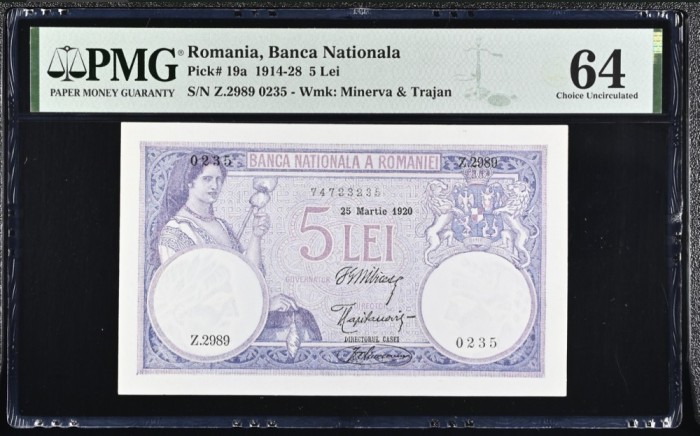 PMG®
PAPER MONEY GUARANTY
Romania, Banca Nationala
Pick# 19a 1914-28 5 Lei
S/N Z.2989 0235 - Wmk: Minerva & Trajan
64
Choice Uncirculated
0235
BANCA NATIONALA A ROMANIEI
Z.2989
74723235
25 Martie 1920
5 LEI
GUVERNATOR
DIRECTOR
DIRECTORUL CASEI
Z.2989
0235